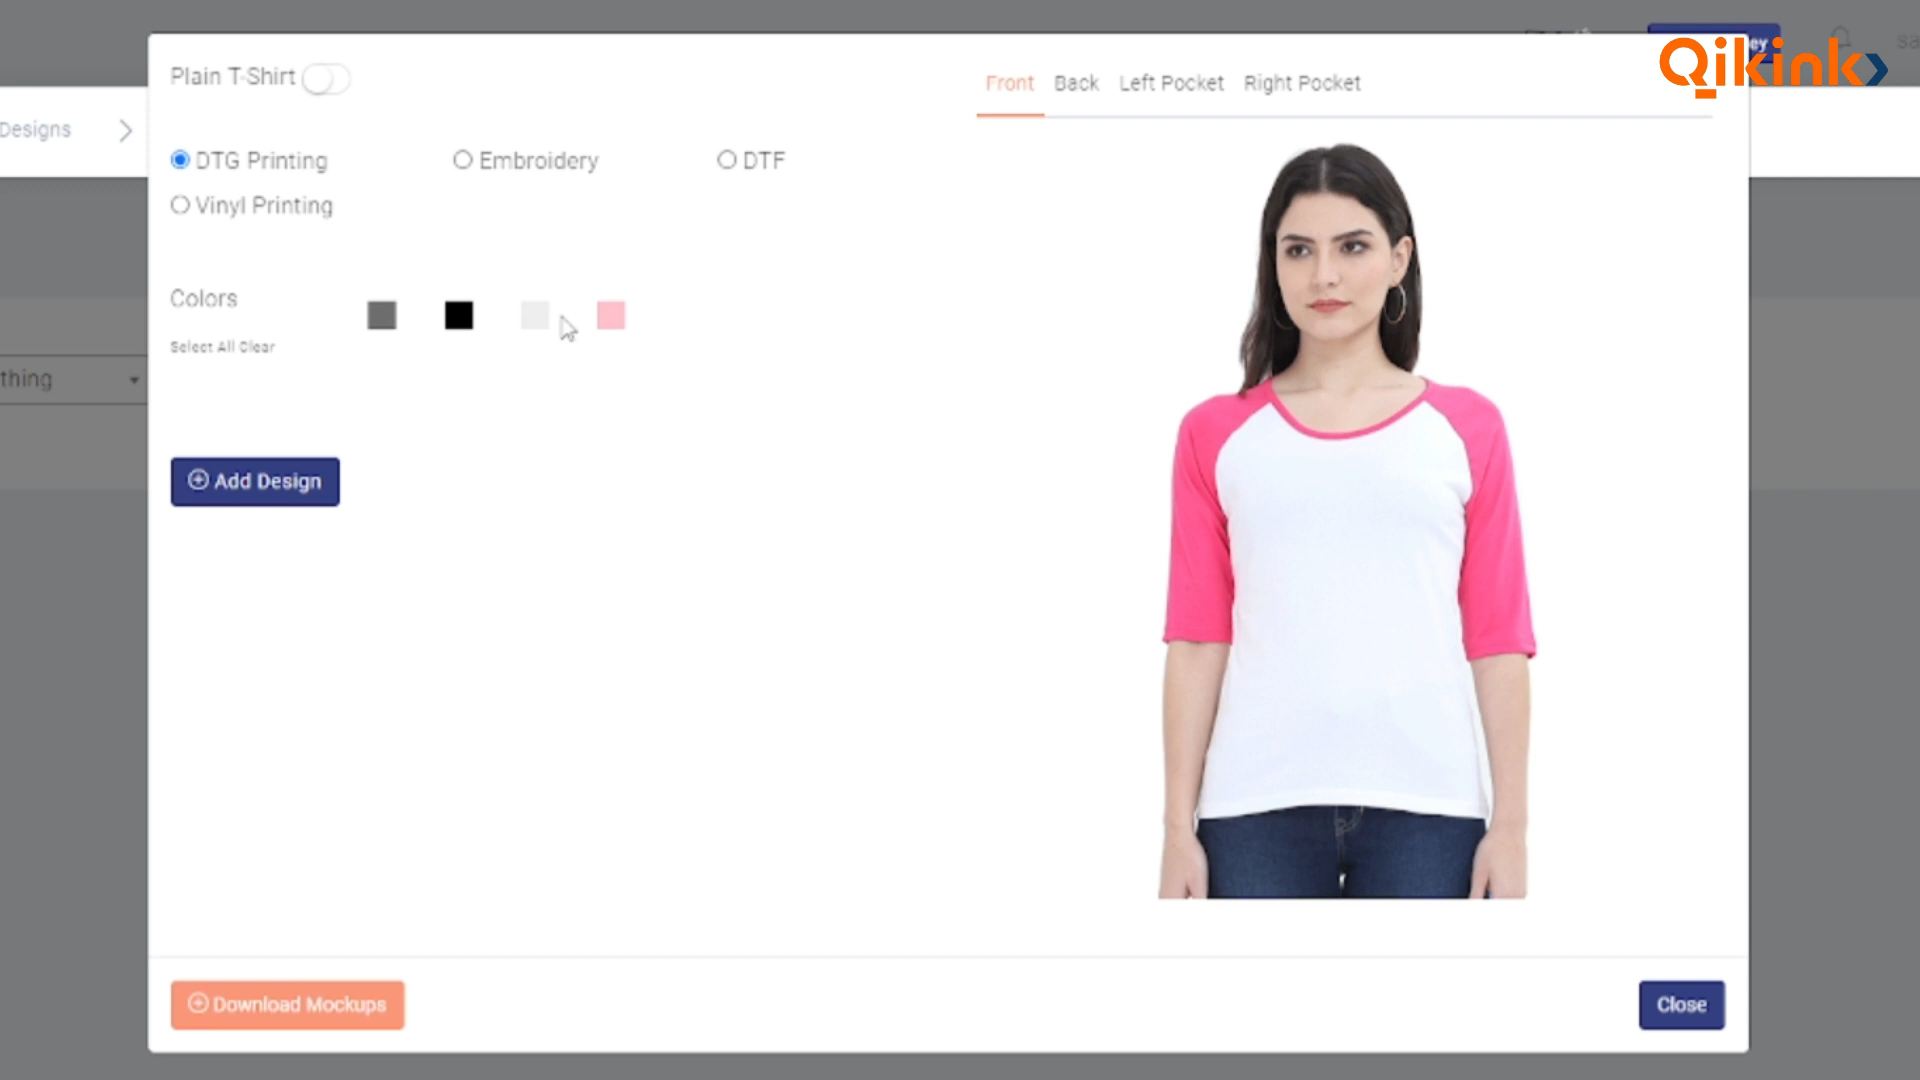 Qikink
Plain T-Shirt
Front Back Left Pocket Right Pocket
Designs
DTG Printing Embroidery DTF
Vinyl Printing
Colors
Select All Clear
thing
Add Design
Download Mockups
Close